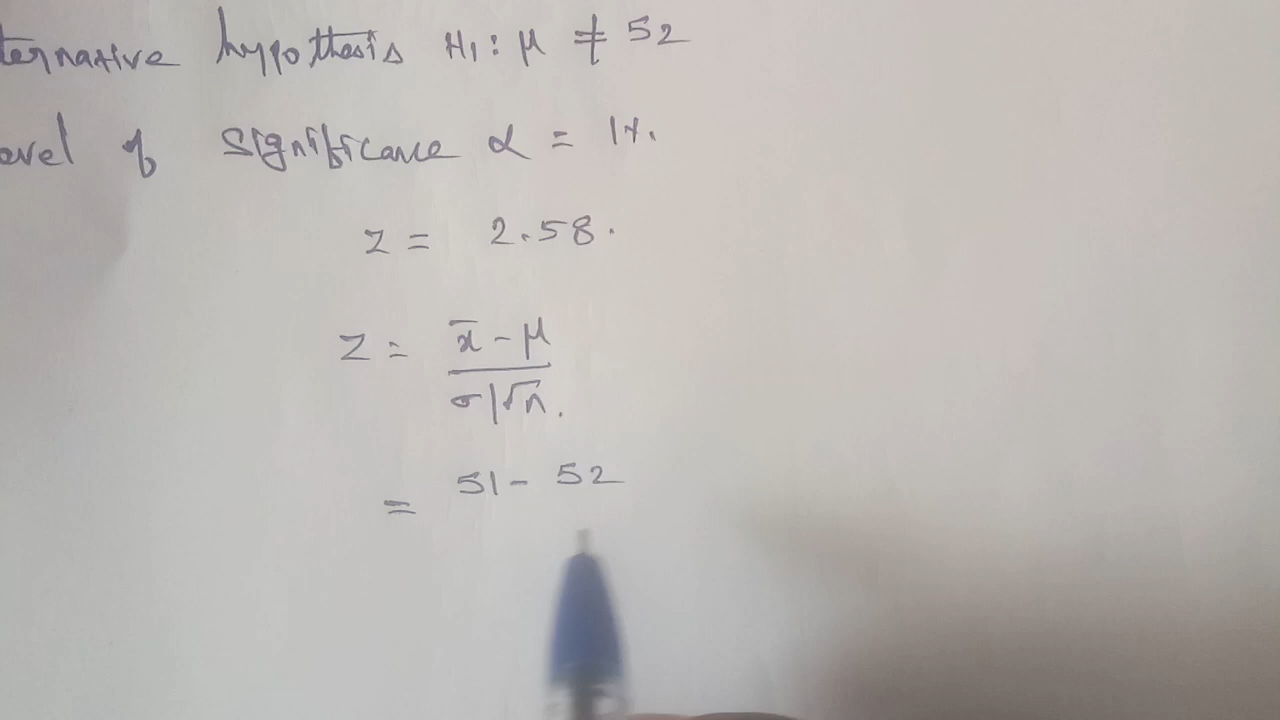 ternative hypothesis H₁: μ ≠ 52
evel of significance α = 1%.
Z = 2.58.
Z = x̄ - μ
σ/√n.
= 51 - 52